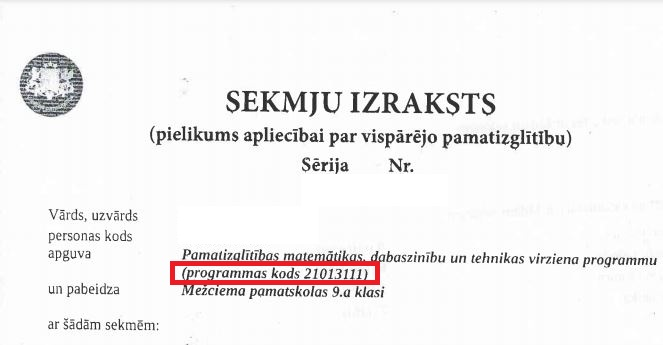 SEKMJU IZRAKSTS
(pielikums apliecībai par vispārējo pamatizglītību)
Sērija Nr.
Vārds, uzvārds
personas kods
apguva Pamatizglītības matemātikas, dabaszinību un tehnikas virziena programmu
(programmas kods 21013111)
un pabeidza Mežciema pamatskolas 9.a klasi
ar šādām sekmēm: